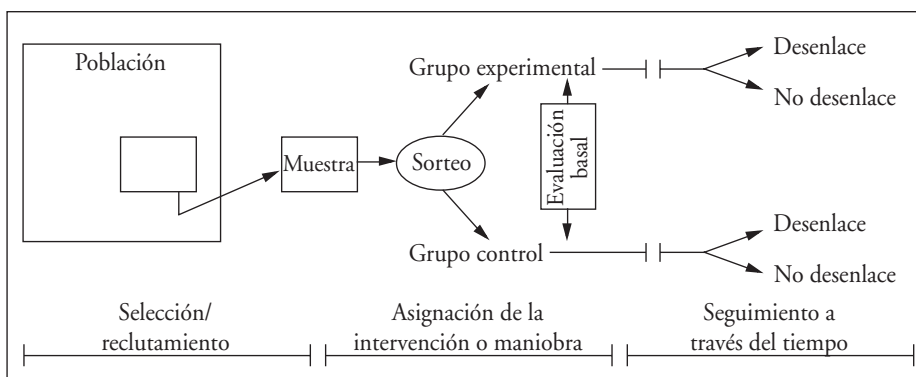 Población
Muestra
Sorteo
Grupo experimental
Evaluación
basal
Grupo control
Desenlace
No desenlace
Desenlace
No desenlace
Selección/
reclutamiento
Asignación de la
intervención o maniobra
Seguimiento a
través del tiempo